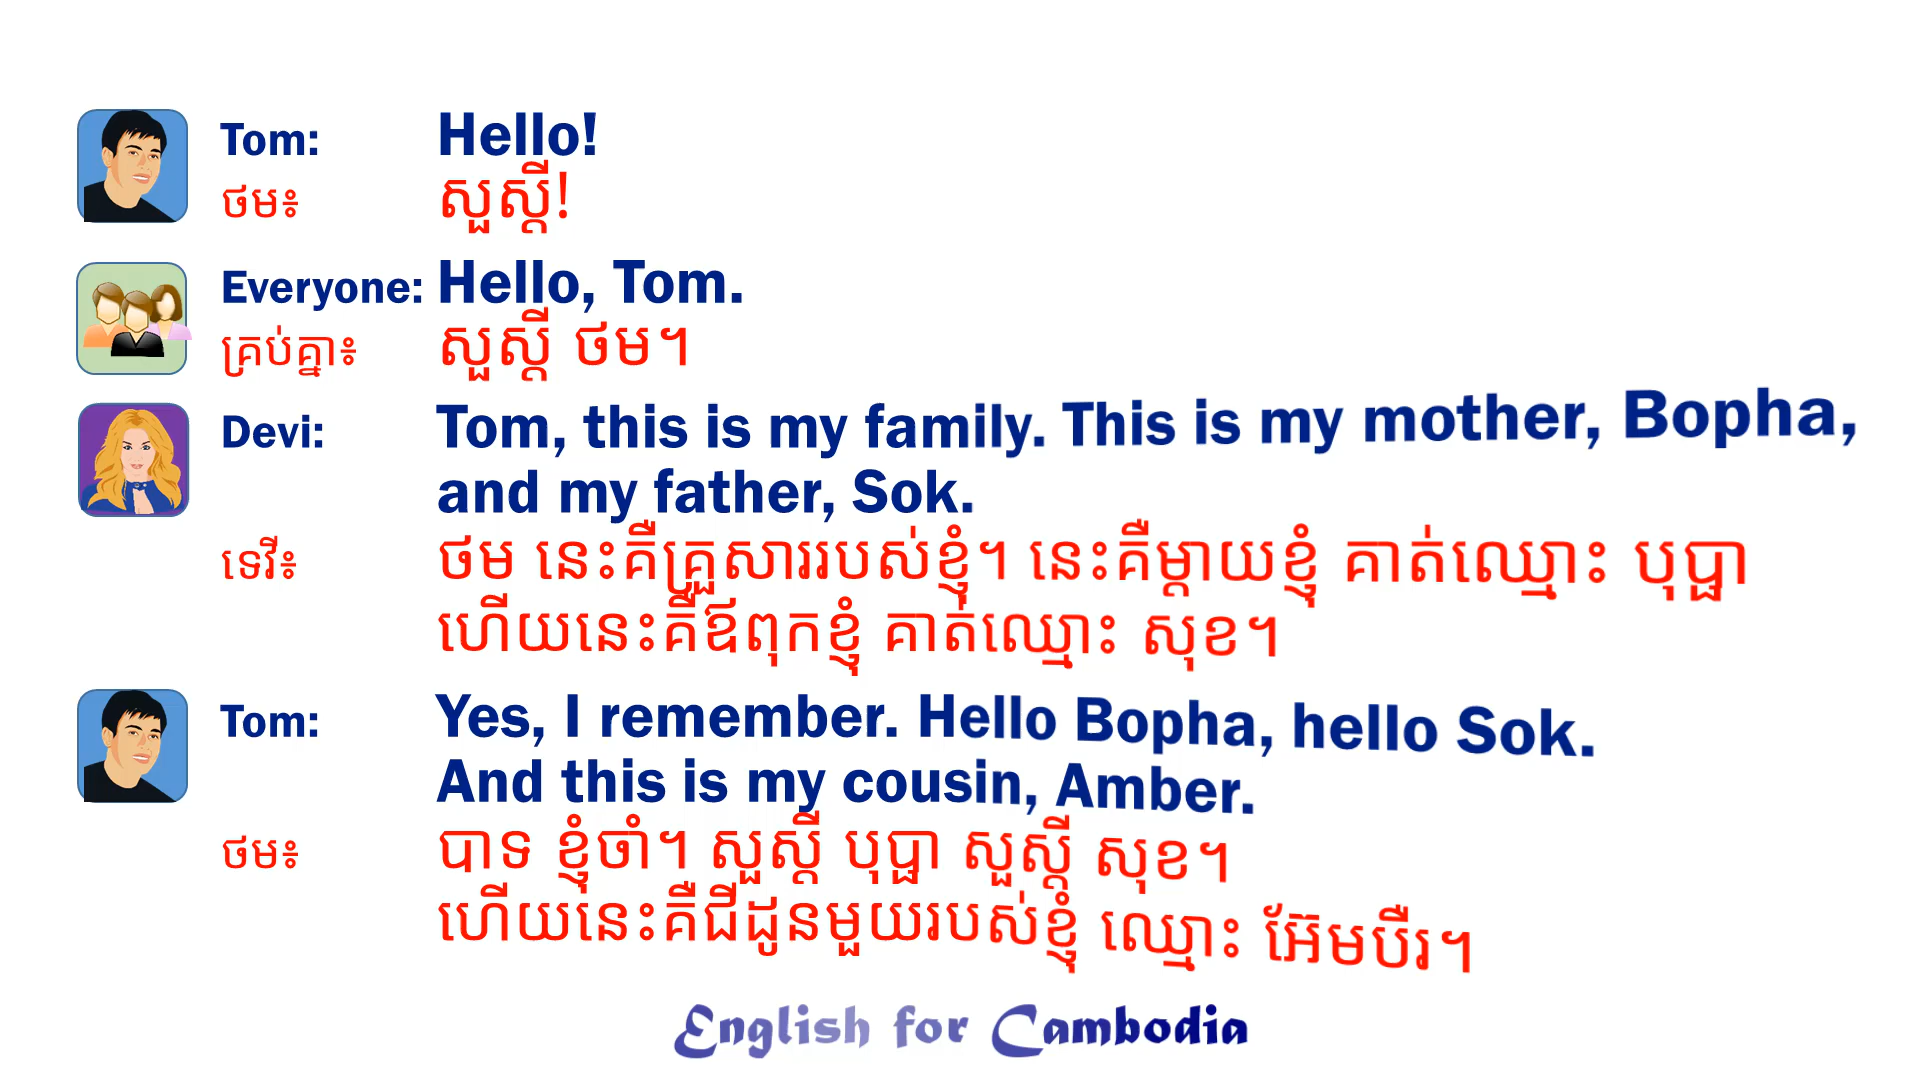 Tom: Hello!
ថម៖ សួស្ដី!
Everyone: Hello, Tom.
គ្រប់គ្នា៖ សួស្ដី ថម។
Devi: Tom, this is my family. This is my mother, Bopha,
and my father, Sok.
ទេវី៖ ថម នេះគឺគ្រួសាររបស់ខ្ញុំ។ នេះគឺម្ដាយខ្ញុំ គាត់ឈ្មោះ បុប្ផា
ហើយនេះគឺឪពុកខ្ញុំ គាត់ឈ្មោះ សុខ។
Tom: Yes, I remember. Hello Bopha, hello Sok.
And this is my cousin, Amber.
ថម៖ បាទ ខ្ញុំចាំ។ សួស្ដី បុប្ផា សួស្ដី សុខ។
ហើយនេះគឺជីដូនមួយរបស់ខ្ញុំ ឈ្មោះ អ៊ែមប៊ឺរ។
English for Cambodia